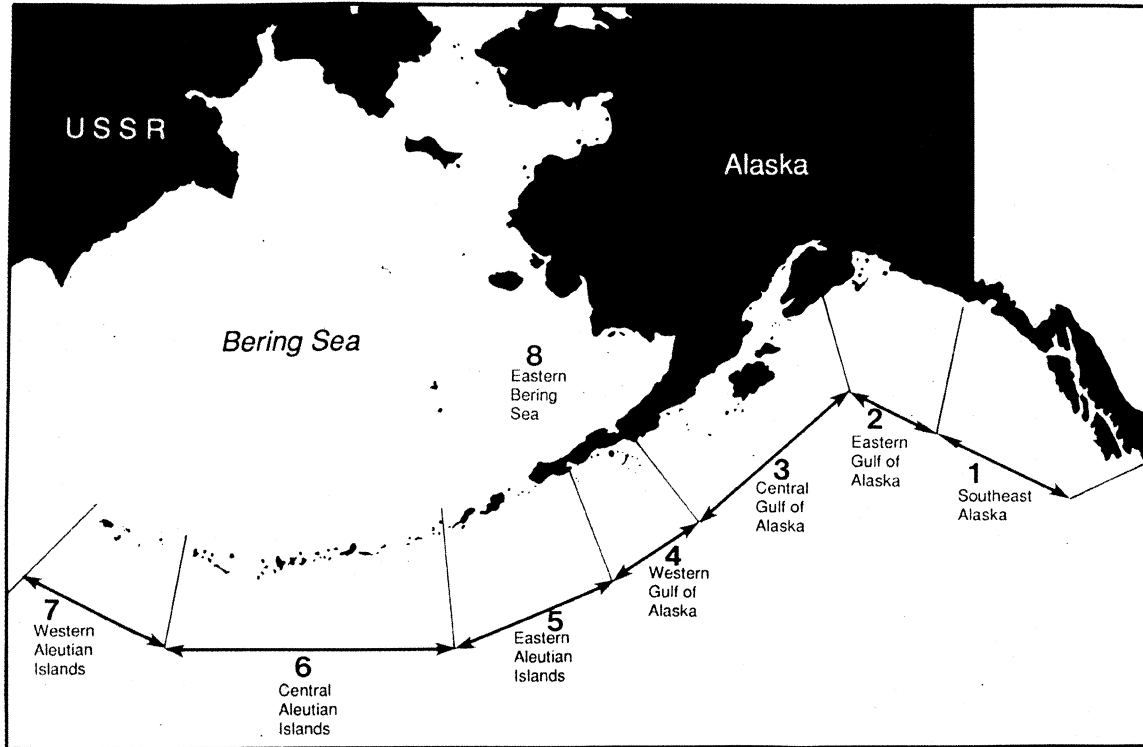 U S S R
Alaska
Bering Sea
8
Eastern
Bering
Sea
2
Eastern
Gulf of
Alaska
1
Southeast
Alaska
3
Central
Gulf of
Alaska
4
Western
Gulf of
Alaska
5
Eastern
Aleutian
Islands
6
Central
Aleutian
Islands
7
Western
Aleutian
Islands